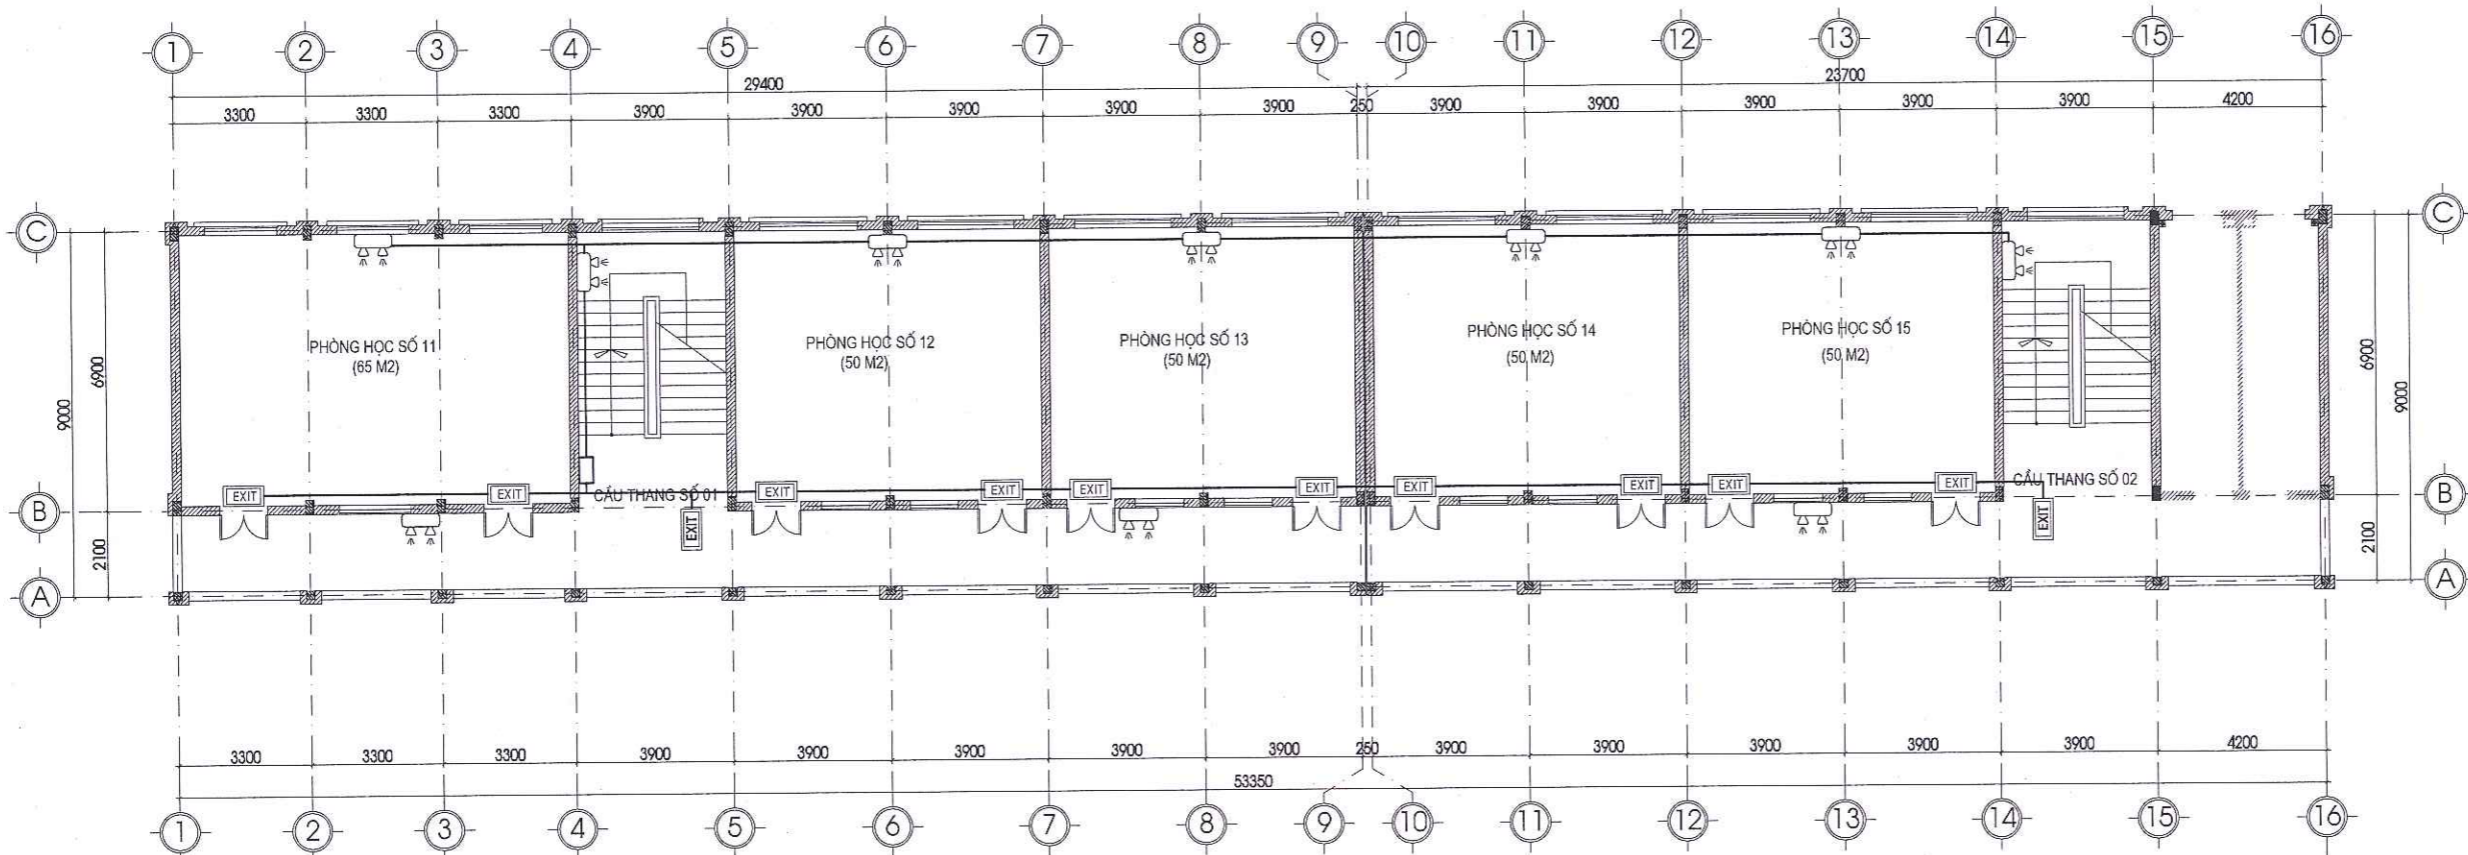 1 2 3 4 5 6 7 8 9 10 11 12 13 14 15 16
29400 23700
3300 3300 3300 3900 3900 3900 3900 3900 250 3900 3900 3900 3900 3900 4200
C C
PHÒNG HỌC SỐ 11
(65 M2)
PHÒNG HỌC SỐ 12
(50 M2)
PHÒNG HỌC SỐ 13
(50 M2)
PHÒNG HỌC SỐ 14
(50 M2)
PHÒNG HỌC SỐ 15
(50 M2)
6900 6900
9000 9000
EXIT EXIT CẦU THANG SỐ 01 EXIT EXIT EXIT EXIT EXIT EXIT EXIT EXIT CẦU THANG SỐ 02
B B
EXIT EXIT
2100 2100
A A
3300 3300 3300 3900 3900 3900 3900 3900 250 3900 3900 3900 3900 3900 4200
53350
1 2 3 4 5 6 7 8 9 10 11 12 13 14 15 16